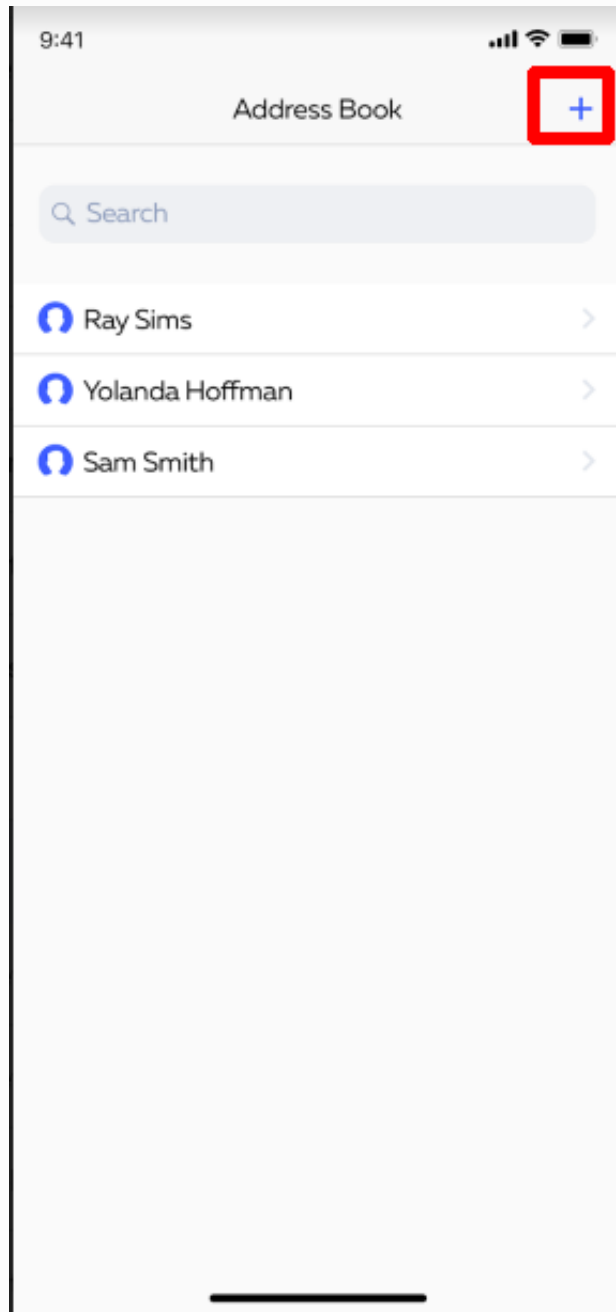 9:41
Address Book
+
Search
Ray Sims
Yolanda Hoffman
Sam Smith